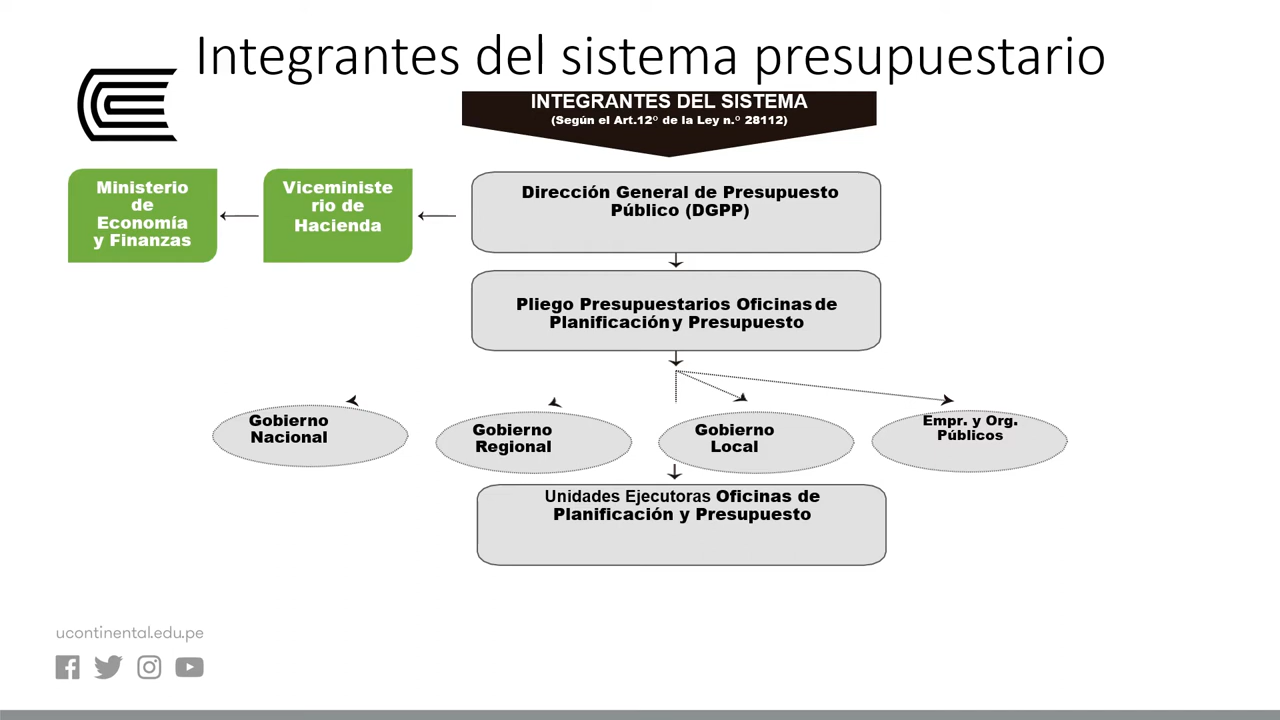 Integrantes del sistema presupuestario
INTEGRANTES DEL SISTEMA
(Según el Art.12° de la Ley n.° 28112)
Ministerio
de
Economía
y Finanzas
Viceministe
rio de
Hacienda
Dirección General de Presupuesto
Público (DGPP)
Pliego Presupuestarios Oficinas de
Planificación y Presupuesto
Gobierno
Nacional
Gobierno
Regional
Gobierno
Local
Empr. y Org.
Públicos
Unidades Ejecutoras Oficinas de
Planificación y Presupuesto
ucontinental.edu.pe